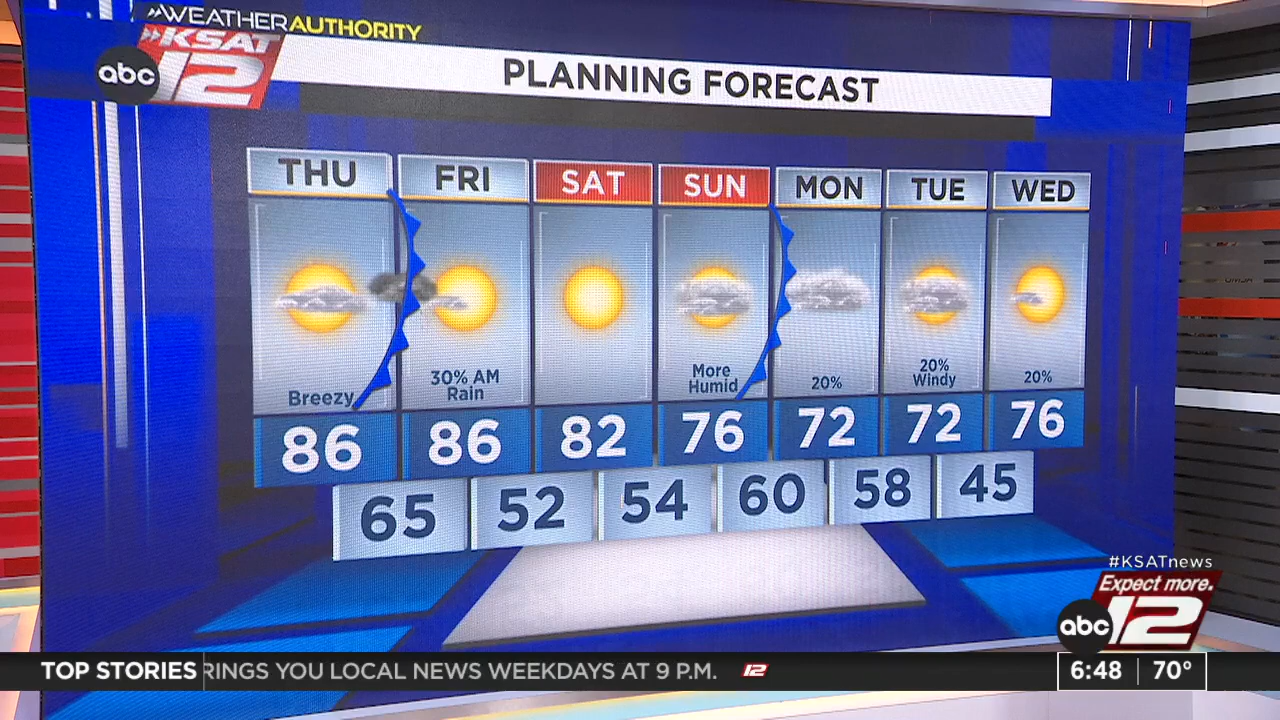 »WEATHERAUTHORITY
»KSAT
abc 12
PLANNING FORECAST
THU FRI SAT SUN MON TUE WED
Breezy
30% AM
Rain
More
Humid
20%
20%
Windy
20%
86 86 82 76 72 72 76
65 52 54 60 58 45
#KSATnews
Expect more.
abc 12
TOP STORIES RINGS YOU LOCAL NEWS WEEKDAYS AT 9 P.M. 12 6:48 70°